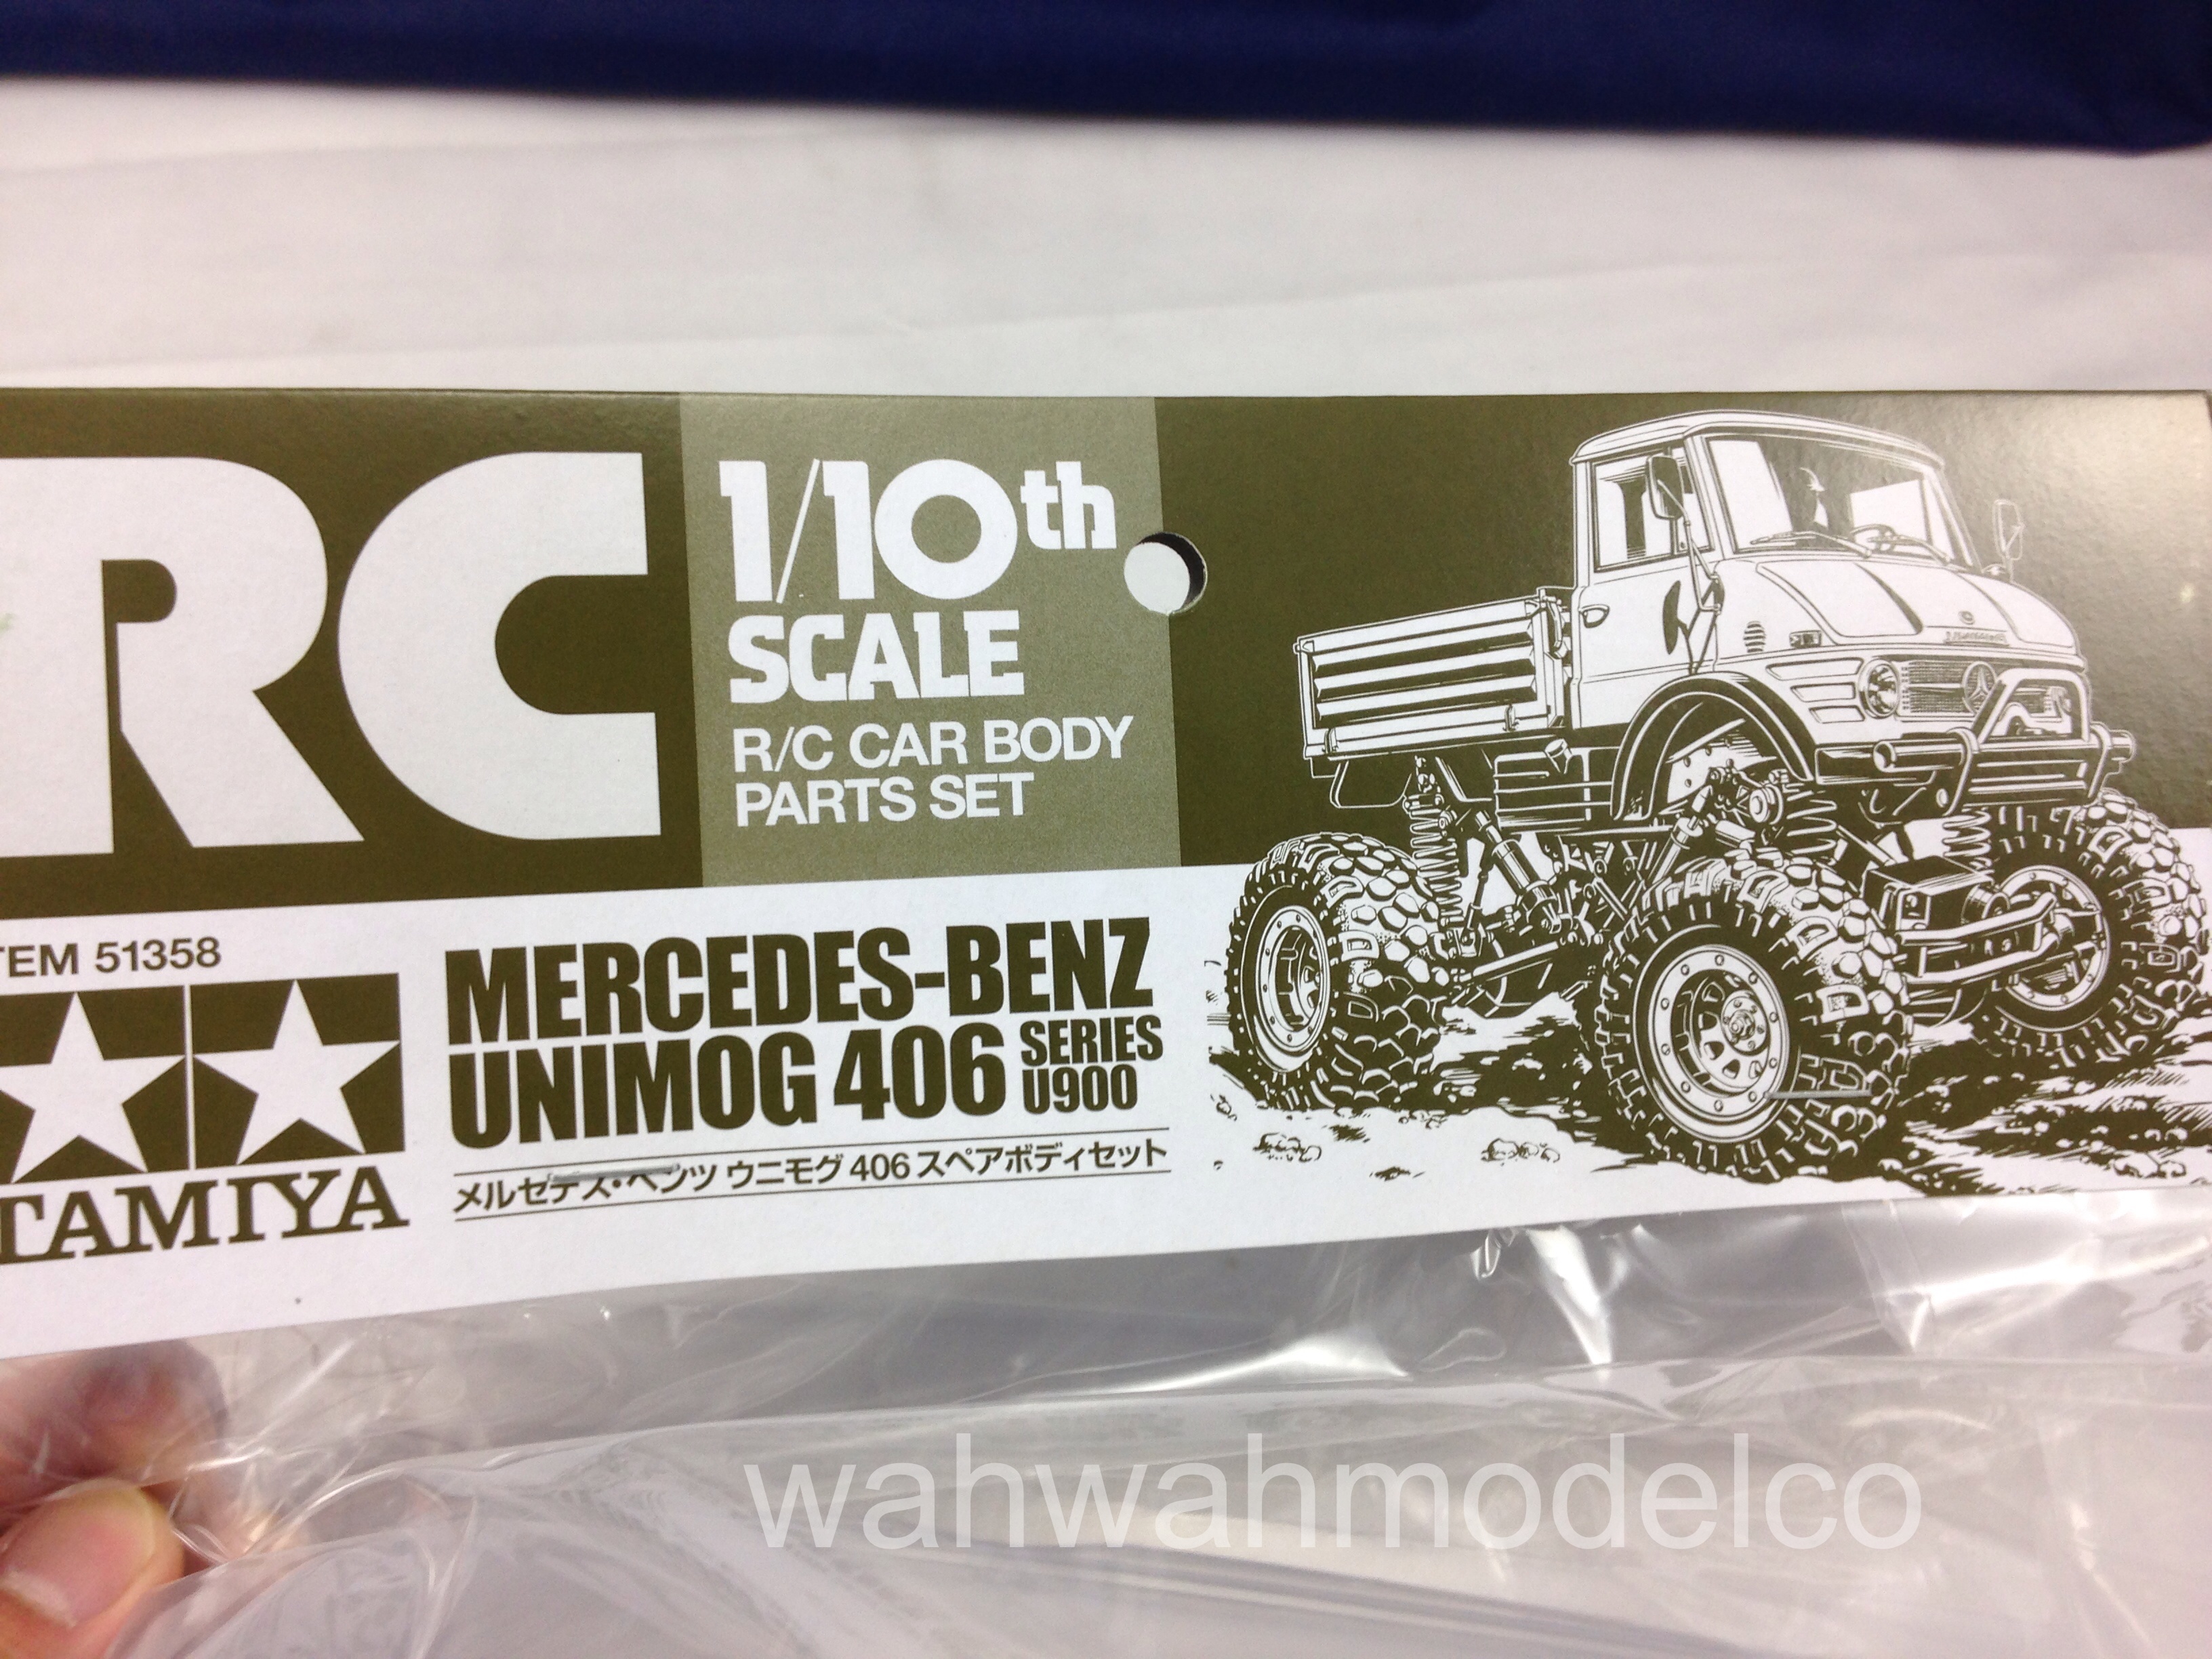 RC
1/10th
SCALE
R/C CAR BODY
PARTS SET
TEM 51358
TAMIYA
MERCEDES-BENZ
UNIMOG 406 SERIES U900
メルセデス・ベンツ ウニモグ 406 スペアボディセット
wahwahmodelco